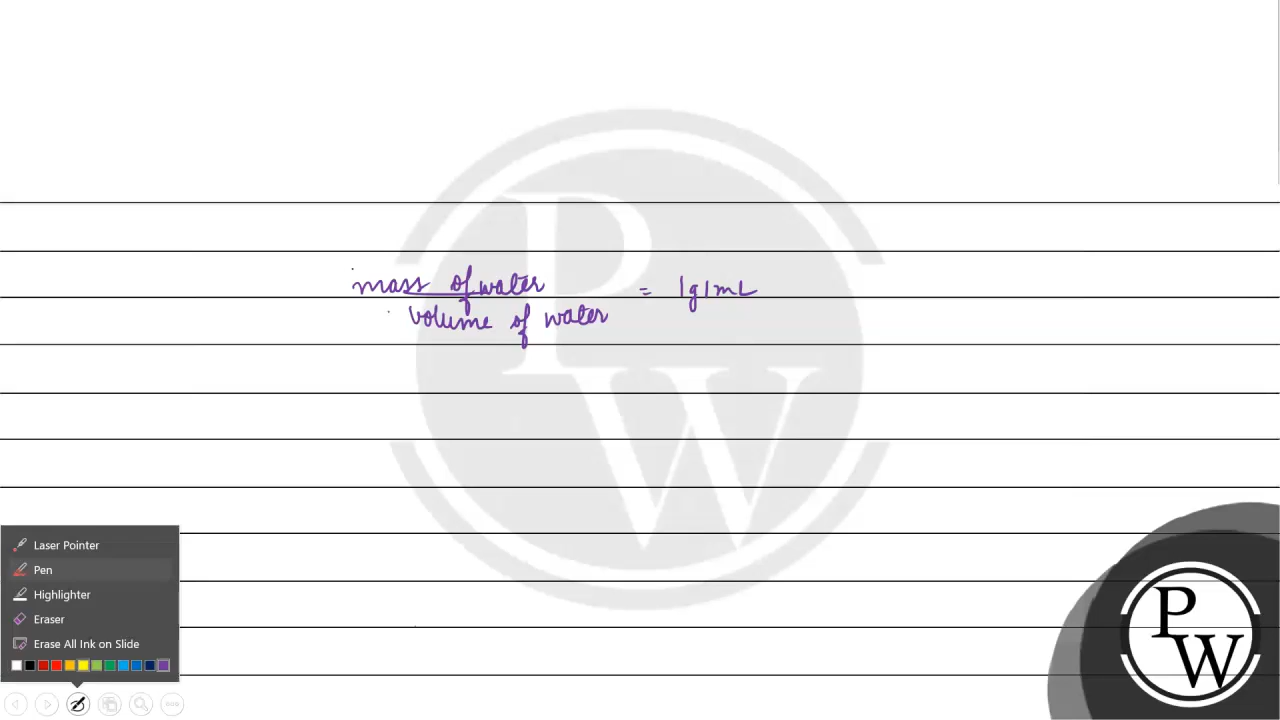 mass of water
volume of water
= 1g/mL
P
W
Laser Pointer
Pen
Highlighter
Eraser
Erase All Ink on Slide
P
W